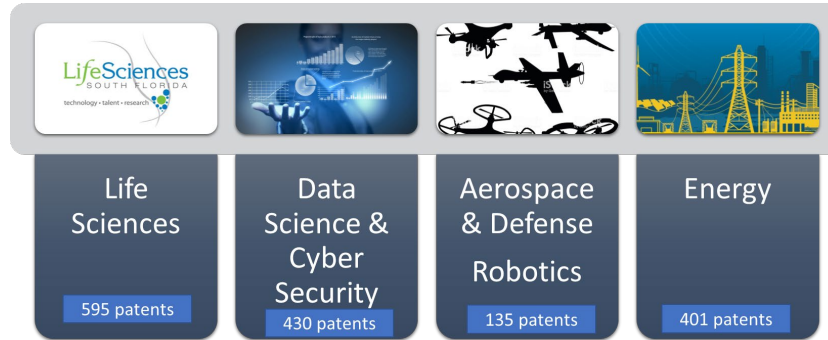 LifeSciences
SOUTH FLORIDA
technology • talent • research
Life
Sciences
595 patents
Data
Science &
Cyber
Security
430 patents
Aerospace
& Defense
Robotics
135 patents
Energy
401 patents